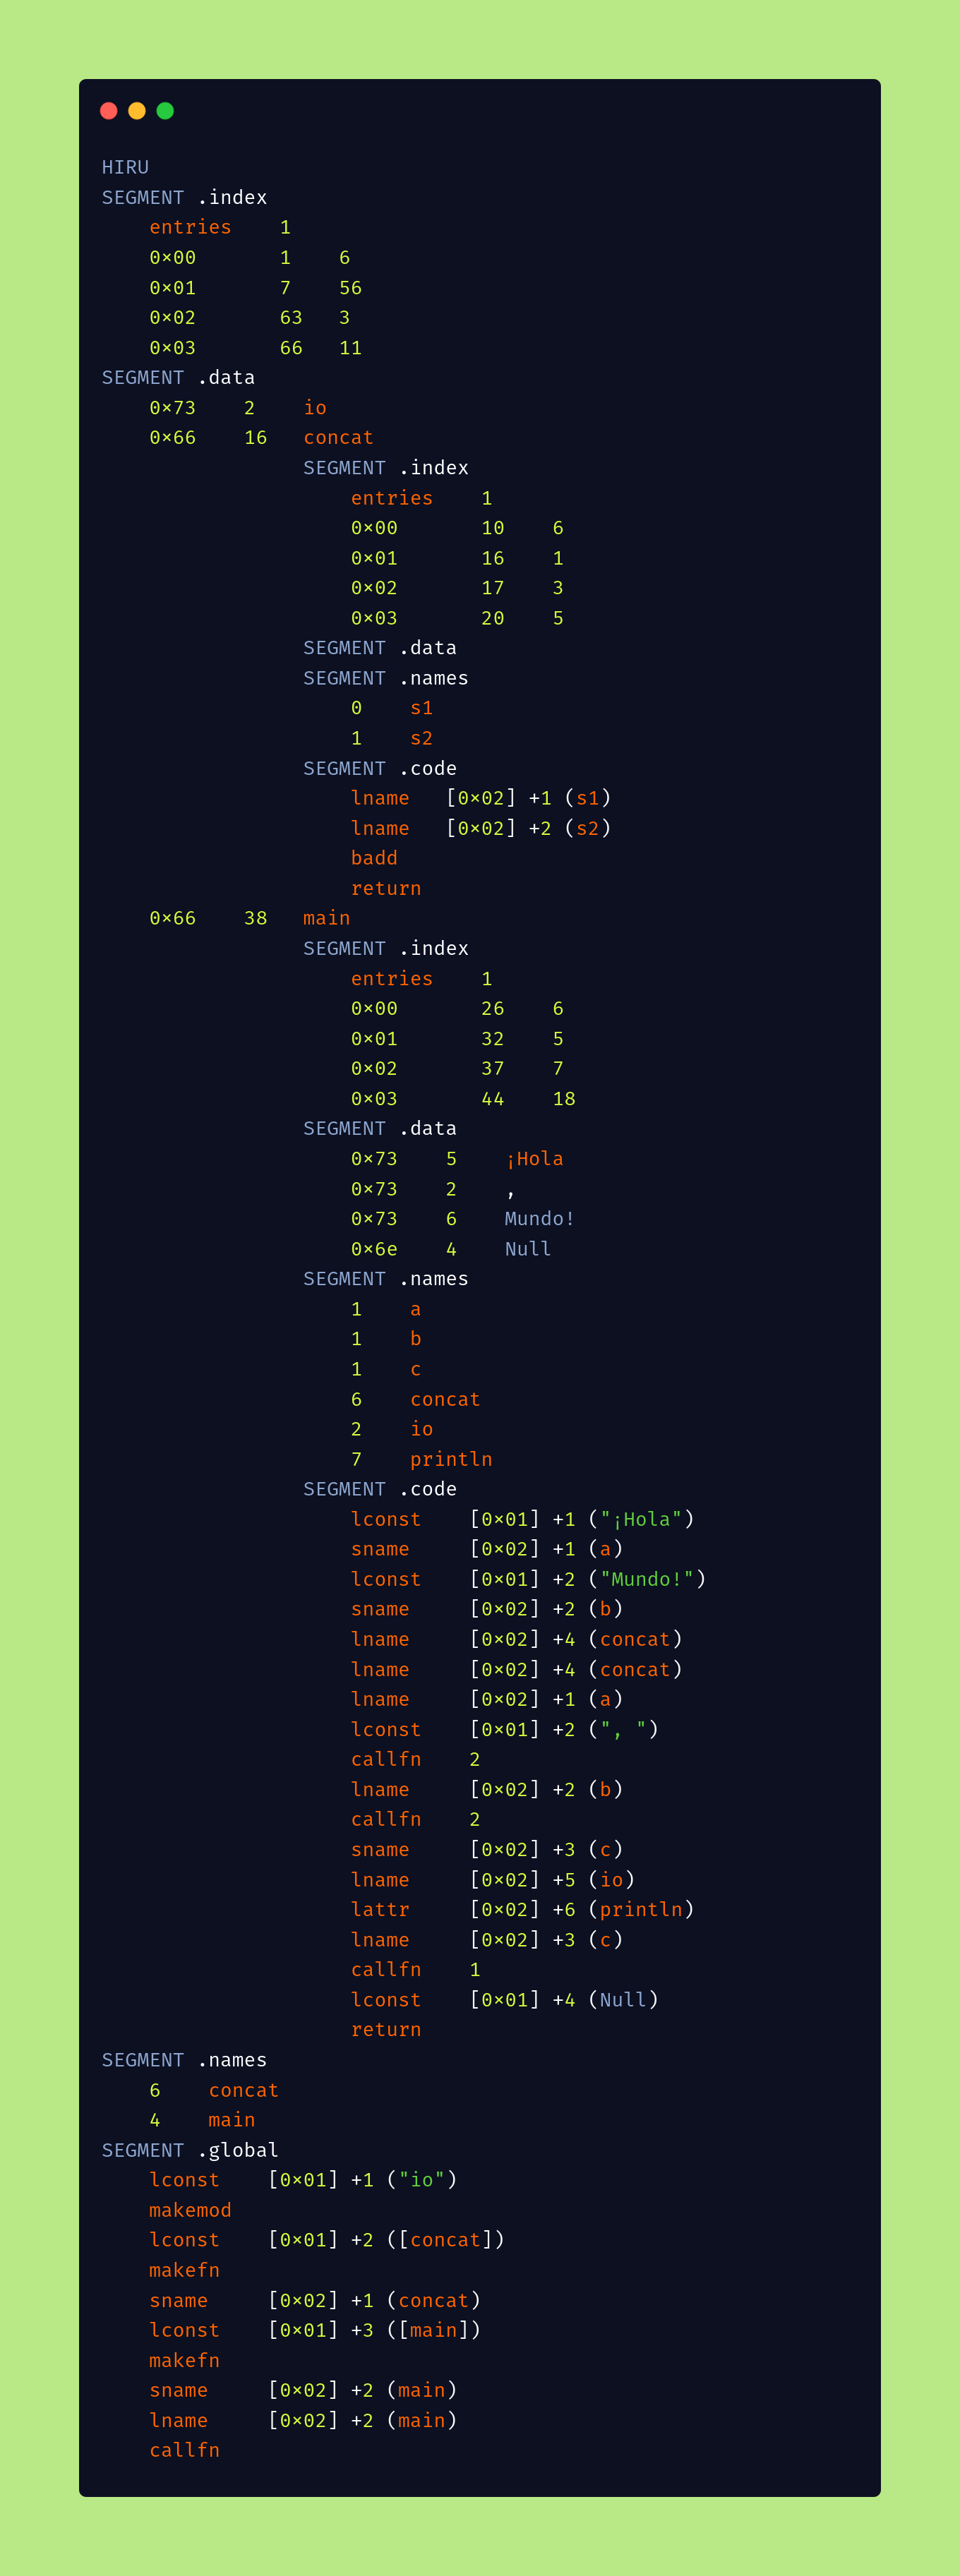 HIRU
SEGMENT .index
    entries    1
    0×00       1    6
    0×01       7    56
    0×02       63   3
    0×03       66   11
SEGMENT .data
    0×73    2    io
    0×66    16   concat
                 SEGMENT .index
                     entries    1
                     0×00       10    6
                     0×01       16    1
                     0×02       17    3
                     0×03       20    5
                 SEGMENT .data
                 SEGMENT .names
                     0    s1
                     1    s2
                 SEGMENT .code
                     lname   [0×02] +1 (s1)
                     lname   [0×02] +2 (s2)
                     badd
                     return
    0×66    38   main
                 SEGMENT .index
                     entries    1
                     0×00       26    6
                     0×01       32    5
                     0×02       37    7
                     0×03       44    18
                 SEGMENT .data
                     0×73    5    ¡Hola
                     0×73    2    ,
                     0×73    6    Mundo!
                     0×6e    4    Null
                 SEGMENT .names
                     1    a
                     1    b
                     1    c
                     6    concat
                     2    io
                     7    println
                 SEGMENT .code
                     lconst    [0×01] +1 ("¡Hola")
                     sname     [0×02] +1 (a)
                     lconst    [0×01] +2 ("Mundo!")
                     sname     [0×02] +2 (b)
                     lname     [0×02] +4 (concat)
                     lname     [0×02] +4 (concat)
                     lname     [0×02] +1 (a)
                     lconst    [0×01] +2 (", ")
                     callfn    2
                     lname     [0×02] +2 (b)
                     callfn    2
                     sname     [0×02] +3 (c)
                     lname     [0×02] +5 (io)
                     lattr     [0×02] +6 (println)
                     lname     [0×02] +3 (c)
                     callfn    1
                     lconst    [0×01] +4 (Null)
                     return
SEGMENT .names
    6    concat
    4    main
SEGMENT .global
    lconst    [0×01] +1 ("io")
    makemod
    lconst    [0×01] +2 ([concat])
    makefn
    sname     [0×02] +1 (concat)
    lconst    [0×01] +3 ([main])
    makefn
    sname     [0×02] +2 (main)
    lname     [0×02] +2 (main)
    callfn